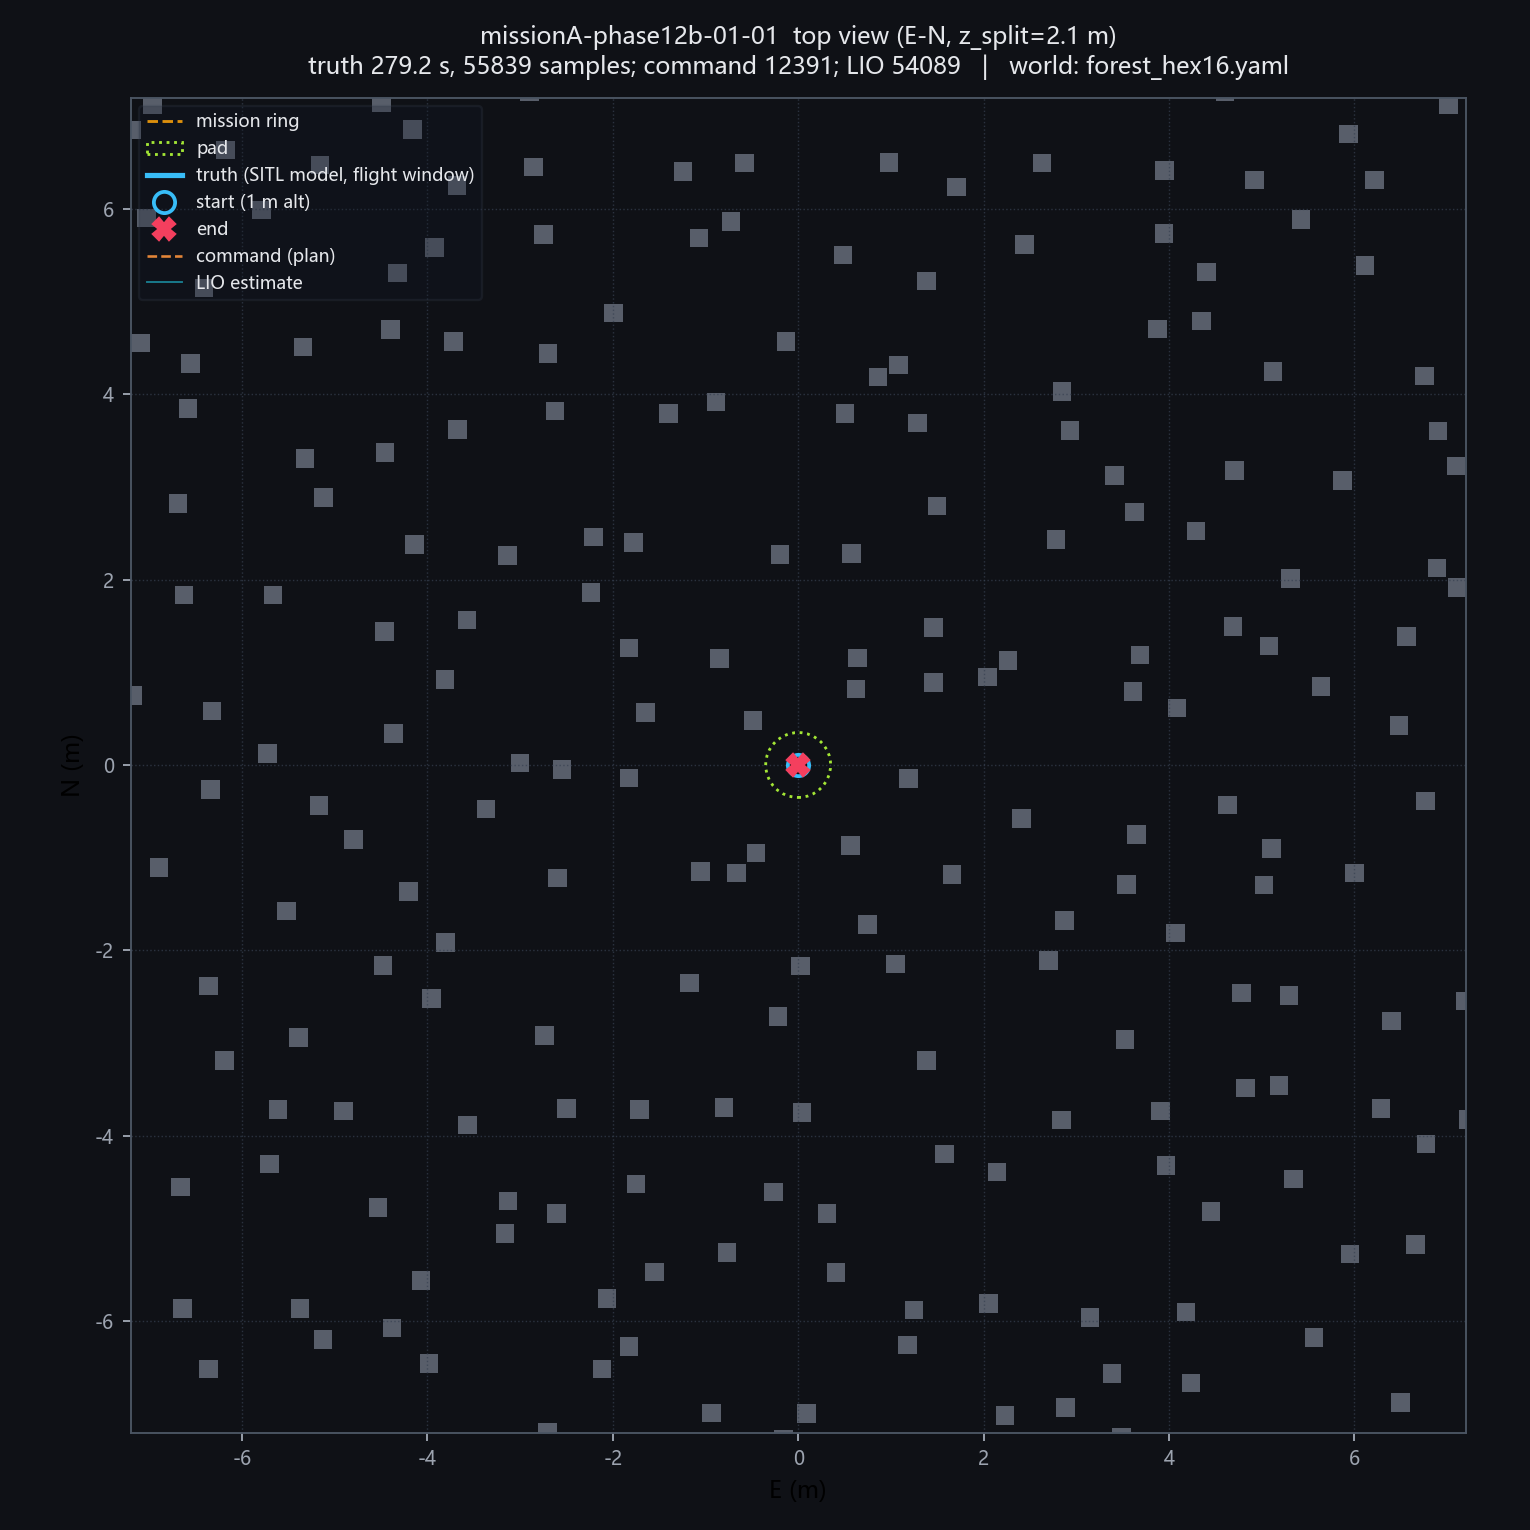 missionA-phase12b-01-01  top view (E-N, z_split=2.1 m)
truth 279.2 s, 55839 samples; command 12391; LIO 54089   |   world: forest_hex16.yaml
mission ring
pad
truth (SITL model, flight window)
start (1 m alt)
end
command (plan)
LIO estimate
6
4
2
0
-2
-4
-6
N (m)
-6
-4
-2
0
2
4
6
E (m)